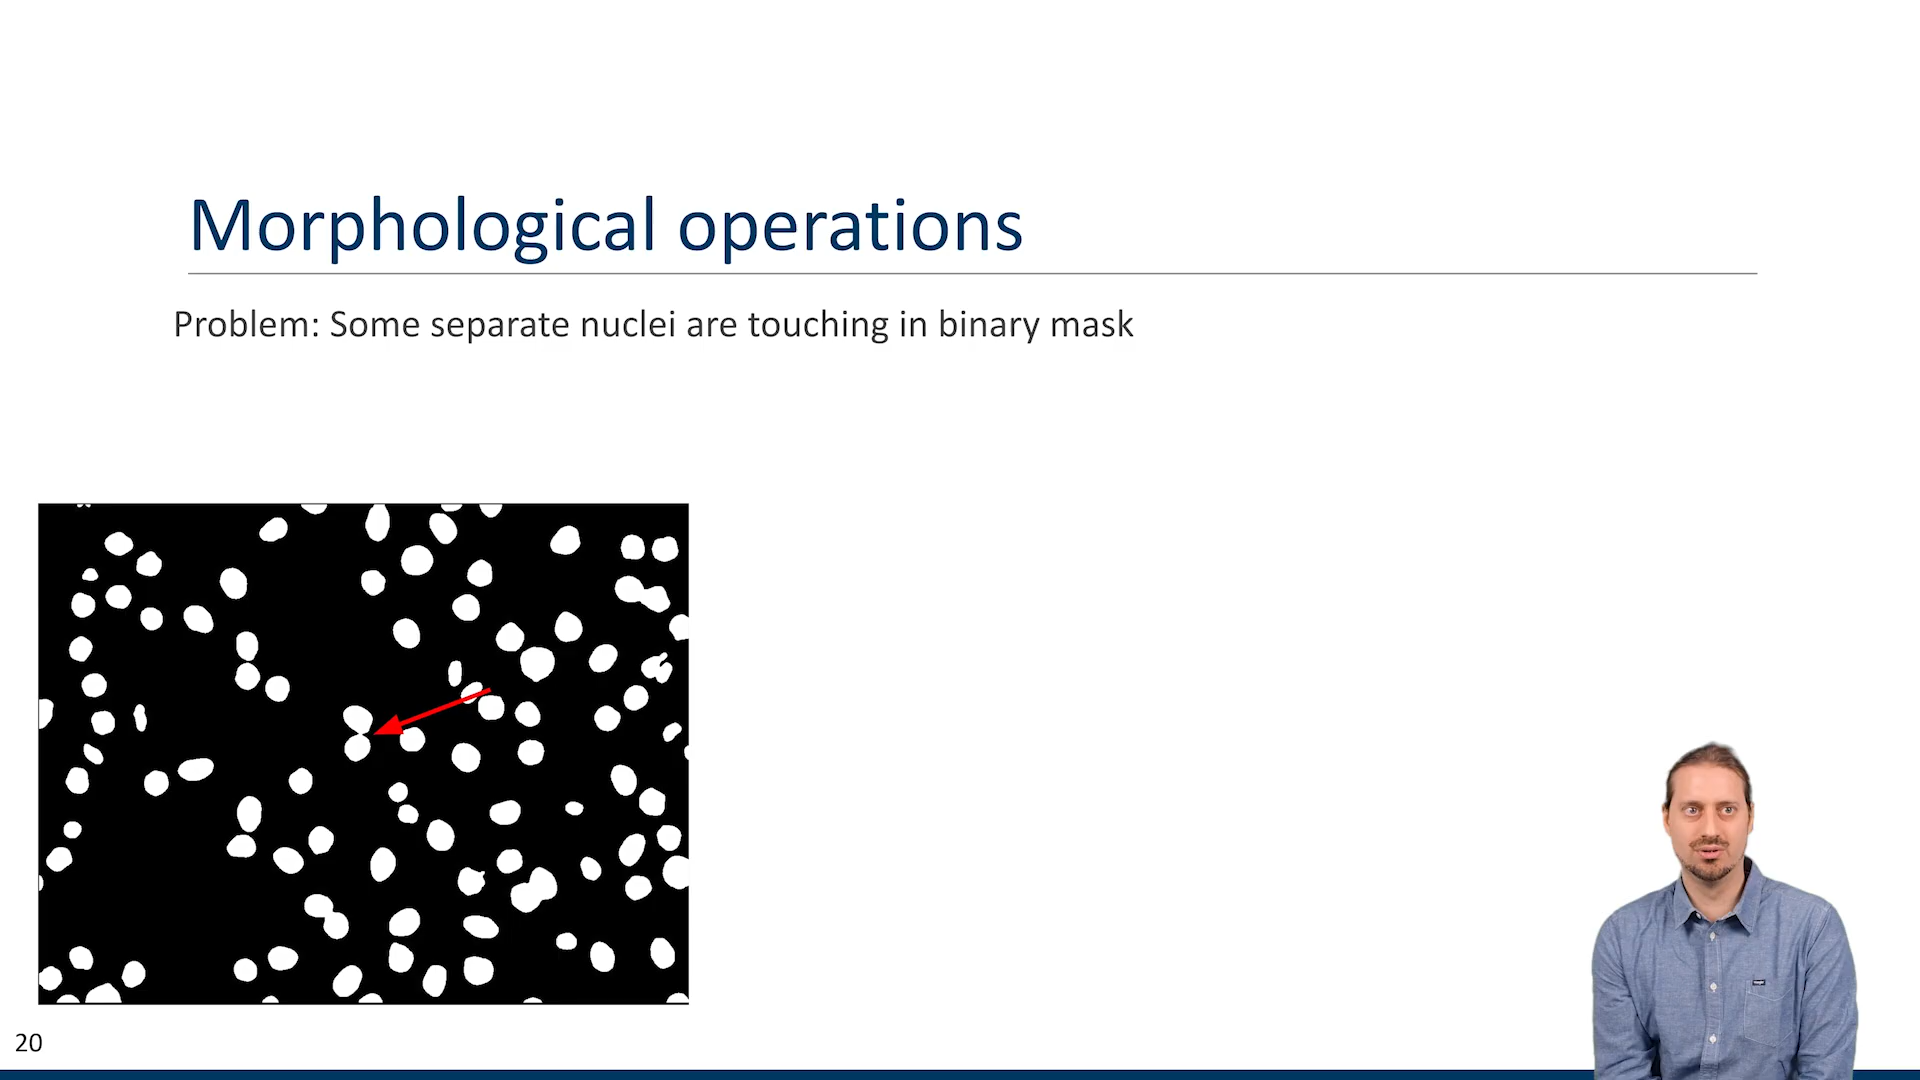 Morphological operations
Problem: Some separate nuclei are touching in binary mask
20